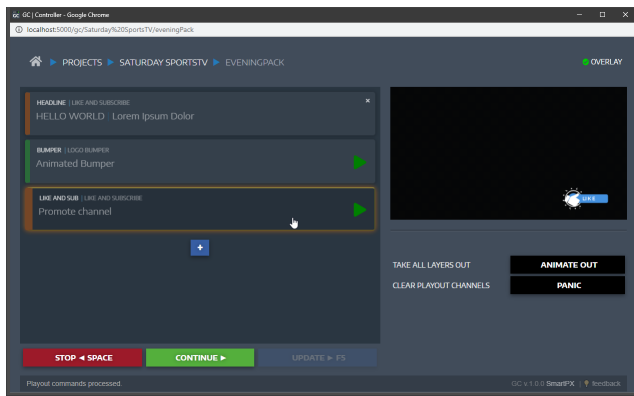 GC | Controller - Google Chrome
localhost:5000/gc/Saturday%20SportsTV/eveningPack
PROJECTS SATURDAY SPORTSTV EVENINGPACK
OVERLAY
HEADLINE | LIKE AND SUBSCRIBE
HELLO WORLD Lorem Ipsum Dolor
BUMPER | LOGO BUMPER
Animated Bumper
LIKE AND SUB | LIKE AND SUBSCRIBE
Promote channel
+
LIKE
TAKE ALL LAYERS OUT ANIMATE OUT
CLEAR PLAYOUT CHANNELS PANIC
STOP ◄ SPACE CONTINUE ► UPDATE ► F5
Playout commands processed.
GC v 1.0.0 SmartPX | feedback